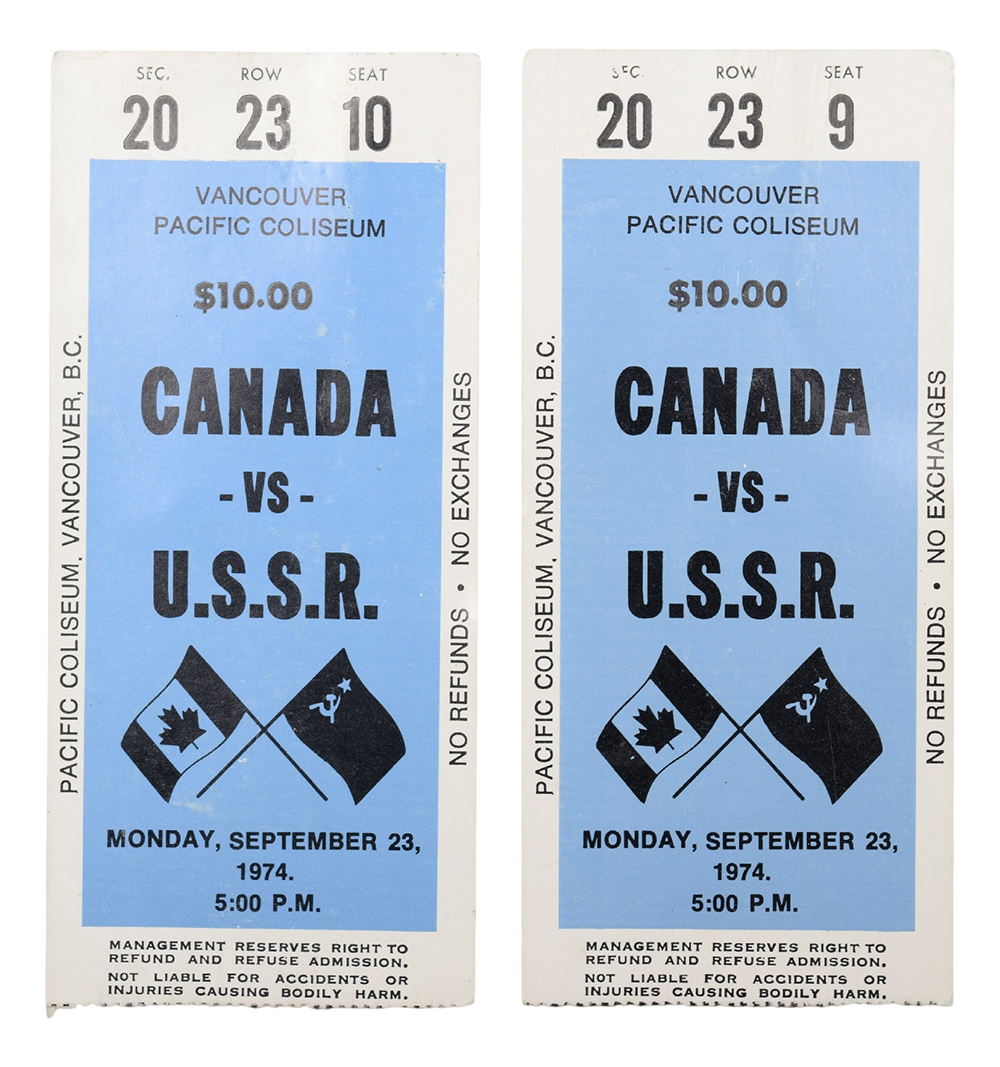 SEC. ROW SEAT
20 23 10
VANCOUVER
PACIFIC COLISEUM
$10.00
CANADA
- VS -
U.S.S.R.
MONDAY, SEPTEMBER 23,
1974.
5:00 P.M.
MANAGEMENT RESERVES RIGHT TO
REFUND AND REFUSE ADMISSION.
NOT LIABLE FOR ACCIDENTS OR
INJURIES CAUSING BODILY HARM.
PACIFIC COLISEUM, VANCOUVER, B.C.
NO REFUNDS • NO EXCHANGES
SEC. ROW SEAT
20 23 9
VANCOUVER
PACIFIC COLISEUM
$10.00
CANADA
- VS -
U.S.S.R.
MONDAY, SEPTEMBER 23,
1974.
5:00 P.M.
MANAGEMENT RESERVES RIGHT TO
REFUND AND REFUSE ADMISSION.
NOT LIABLE FOR ACCIDENTS OR
INJURIES CAUSING BODILY HARM.
PACIFIC COLISEUM, VANCOUVER, B.C.
NO REFUNDS • NO EXCHANGES